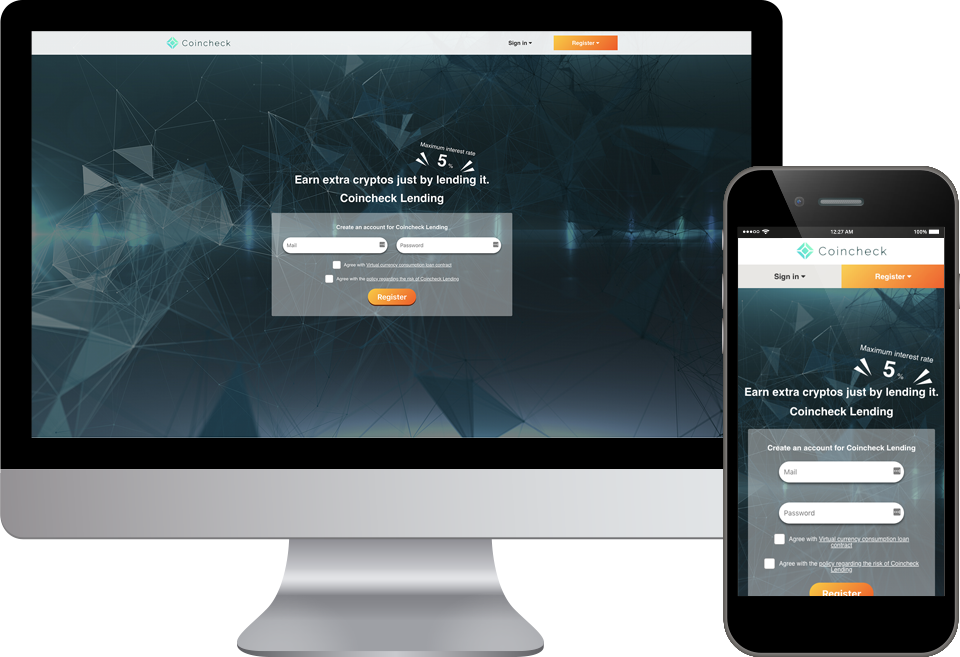 Coincheck
Sign in
Register
Maximum interest rate
5 %
Earn extra cryptos just by lending it.
Coincheck Lending
Create an account for Coincheck Lending
Mail
Password
Agree with Virtual currency consumption loan contract
Agree with the policy regarding the risk of Coincheck Lending
Register
12:27 AM
100%
Coincheck
Sign in
Register
Maximum interest rate
5 %
Earn extra cryptos just by lending it.
Coincheck Lending
Create an account for Coincheck Lending
Mail
Password
Agree with Virtual currency consumption loan
contract
Agree with the policy regarding the risk of Coincheck
Lending
Register